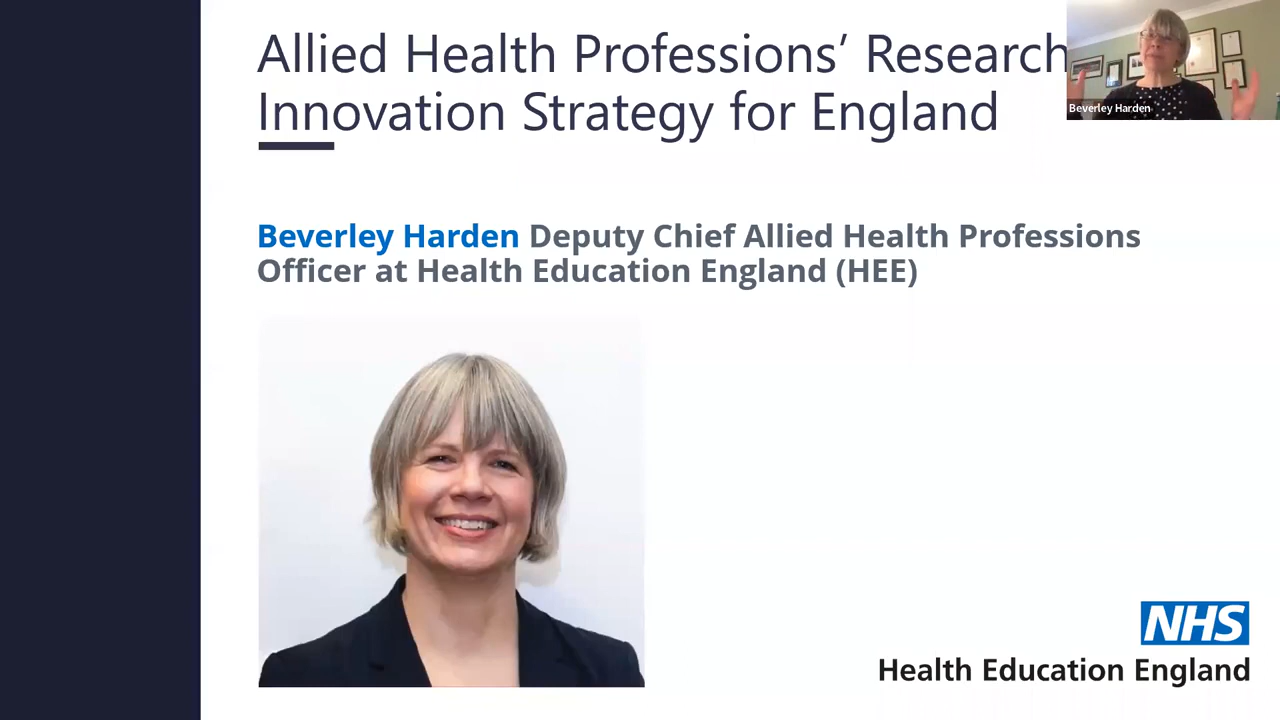 Allied Health Professions’ Research
Innovation Strategy for England
Beverley Harden
Beverley Harden Deputy Chief Allied Health Professions
Officer at Health Education England (HEE)
NHS
Health Education England